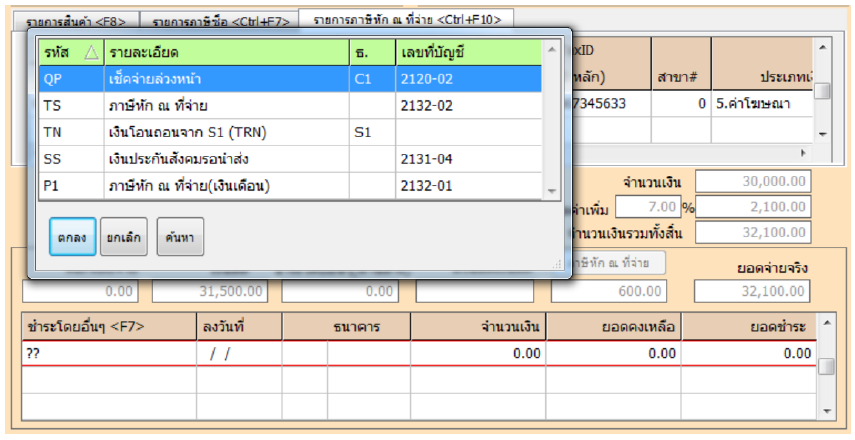 รายการสินค้า <F8> รายการภาษีซื้อ <Ctrl+F7> รายการภาษีหัก ณ ที่จ่าย <Ctrl+F10>
รหัส รายละเอียด ธ. เลขที่บัญชี
QP เช็คจ่ายล่วงหน้า C1 2120-02
TS ภาษีหัก ณ ที่จ่าย 2132-02
TN เงินโอนถอนจาก S1 (TRN) S1
SS เงินประกันสังคมรอนำส่ง 2131-04
P1 ภาษีหัก ณ ที่จ่าย(เงินเดือน) 2132-01
ตกลง ยกเลิก ค้นหา
xID
หลัก) สาขา# ประเภทเ
7345633 0 5.ค่าโฆษณา
จำนวนเงิน 30,000.00
ค่าเพิ่ม 7.00 % 2,100.00
จำนวนเงินรวมทั้งสิ้น 32,100.00
ภาษีหัก ณ ที่จ่าย ยอดจ่ายจริง
0.00 31,500.00 0.00 600.00 32,100.00
ชำระโดยอื่นๆ <F7> ลงวันที่ ธนาคาร จำนวนเงิน ยอดคงเหลือ ยอดชำระ
?? / / 0.00 0.00 0.00